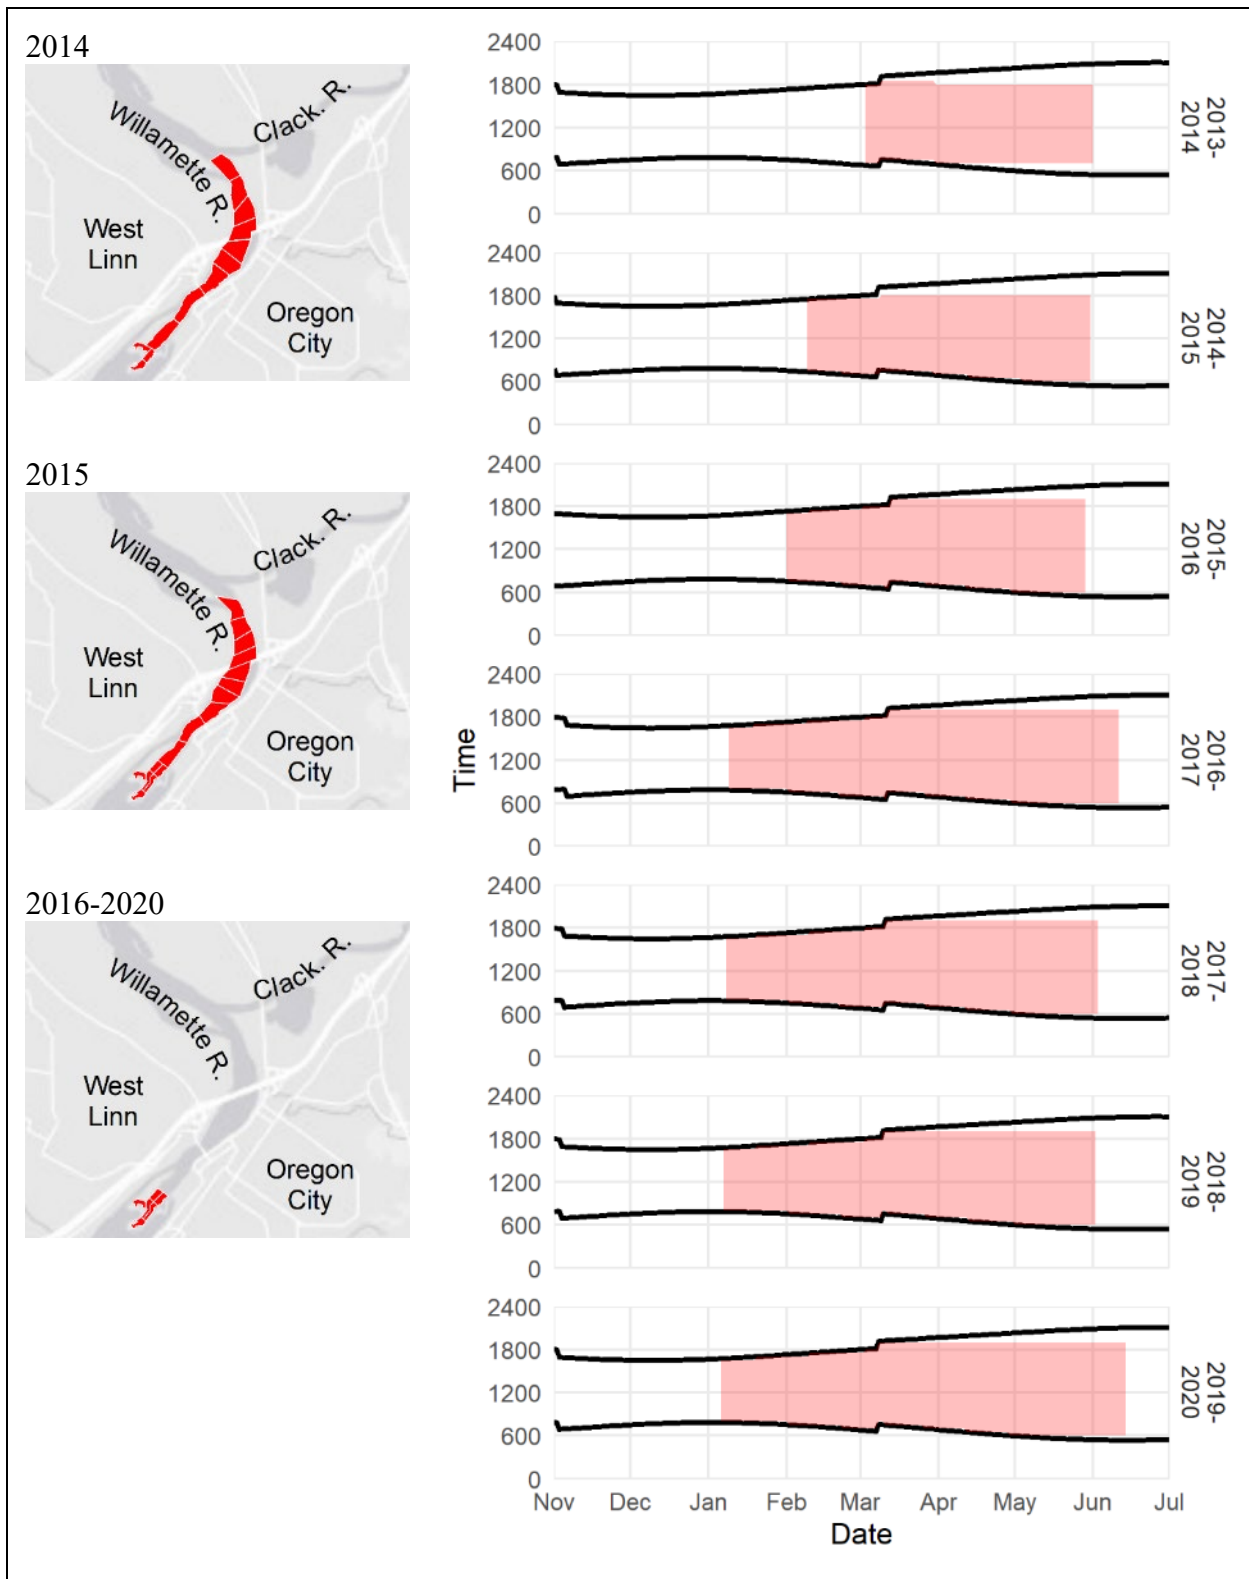 2014
Willamette R.
Clack. R.
West
Linn
Oregon
City
2015
Willamette R.
Clack. R.
West
Linn
Oregon
City
2016-2020
Willamette R.
Clack. R.
West
Linn
Oregon
City
Time
2400
1800
1200
600
0
2013-
2014
2400
1800
1200
600
0
2014-
2015
2400
1800
1200
600
0
2015-
2016
2400
1800
1200
600
0
2016-
2017
2400
1800
1200
600
0
2017-
2018
2400
1800
1200
600
0
2018-
2019
2400
1800
1200
600
0
2019-
2020
Nov Dec Jan Feb Mar Apr May Jun Jul
Date